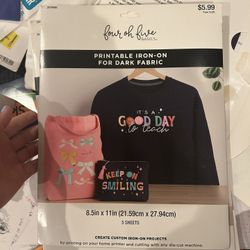 $5.99
four of five
PRINTABLE IRON-ON
FOR DARK FABRIC
IT'S A
GOOD DAY
to teach
KEEP ON
SMILING
8.5in x 11in (21.59cm x 27.94cm)
3 SHEETS
CREATE CUSTOM IRON-ON PROJECTS
by printing on your home printer and cutting with any die-cut machine.